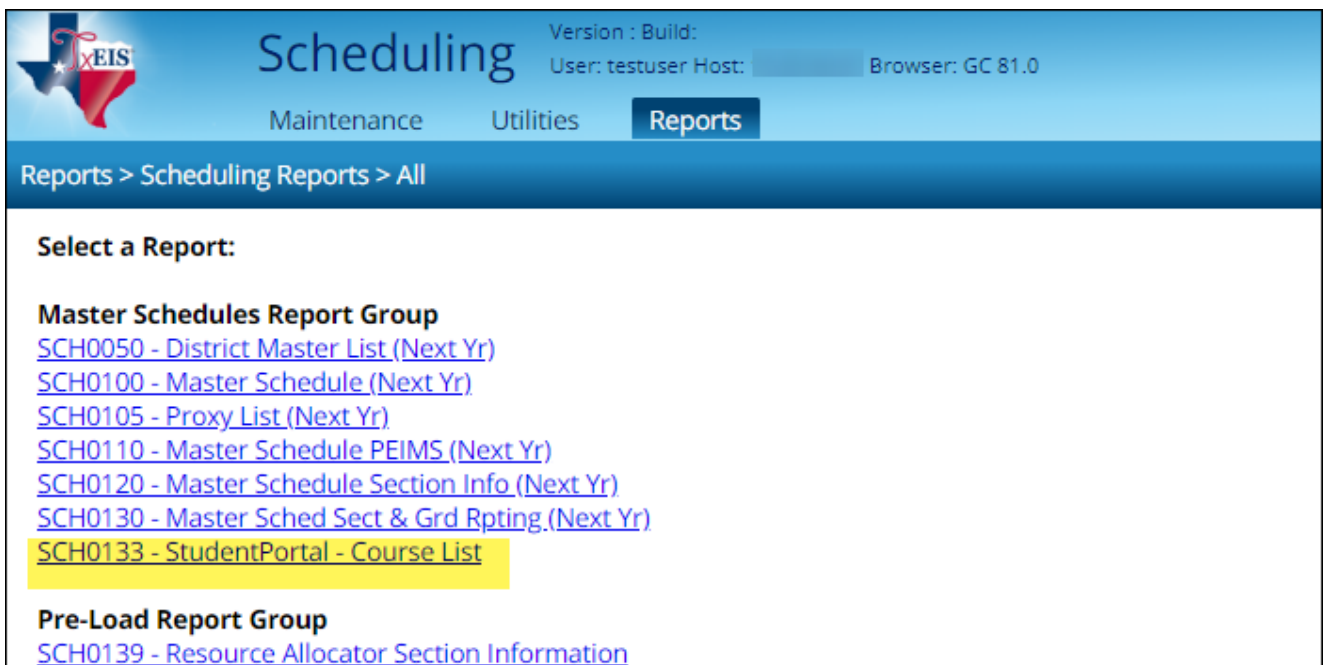 TxEIS
Scheduling
Version : Build:
User: testuser Host: Browser: GC 81.0
Maintenance Utilities Reports
Reports > Scheduling Reports > All
Select a Report:
Master Schedules Report Group
SCH0050 - District Master List (Next Yr)
SCH0100 - Master Schedule (Next Yr)
SCH0105 - Proxy List (Next Yr)
SCH0110 - Master Schedule PEIMS (Next Yr)
SCH0120 - Master Schedule Section Info (Next Yr)
SCH0130 - Master Sched Sect & Grd Rpting (Next Yr)
SCH0133 - StudentPortal - Course List
Pre-Load Report Group
SCH0139 - Resource Allocator Section Information